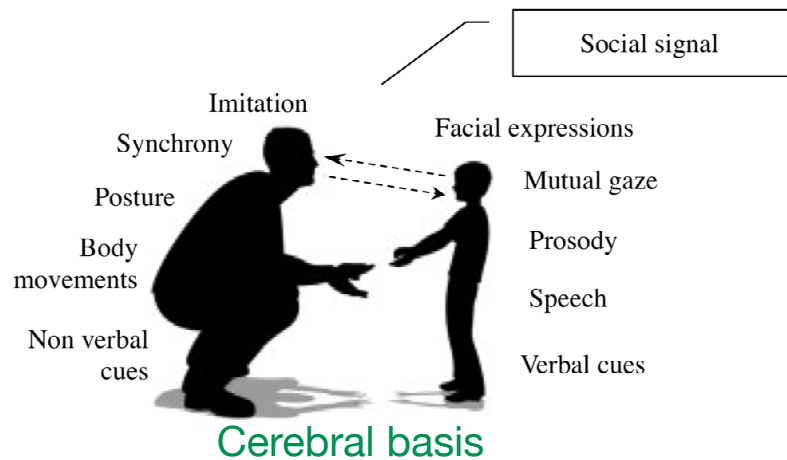 Social signal
Imitation
Facial expressions
Synchrony
Mutual gaze
Posture
Prosody
Body
movements
Speech
Non verbal
cues
Verbal cues
Cerebral basis